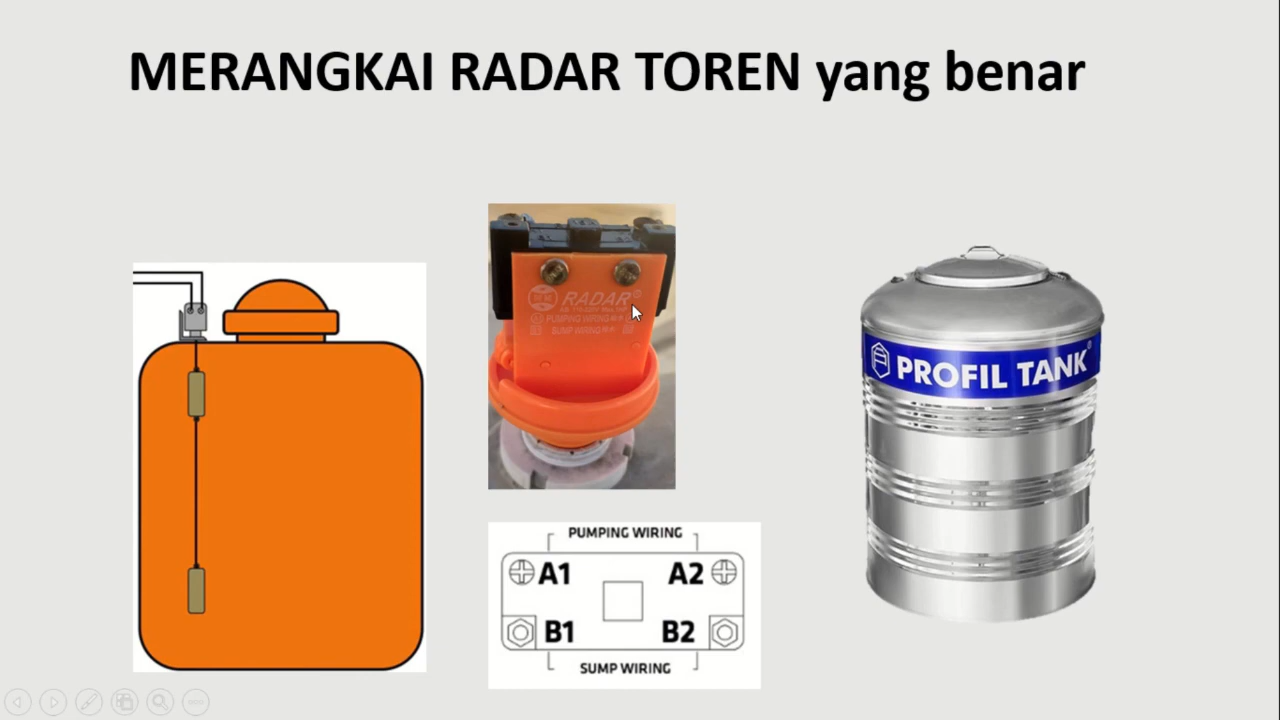 MERANGKAI RADAR TOREN yang benar
RADAR
PUMPING WIRING
SUMP WIRING
PROFIL TANK
PUMPING WIRING
A1 A2
B1 B2
SUMP WIRING